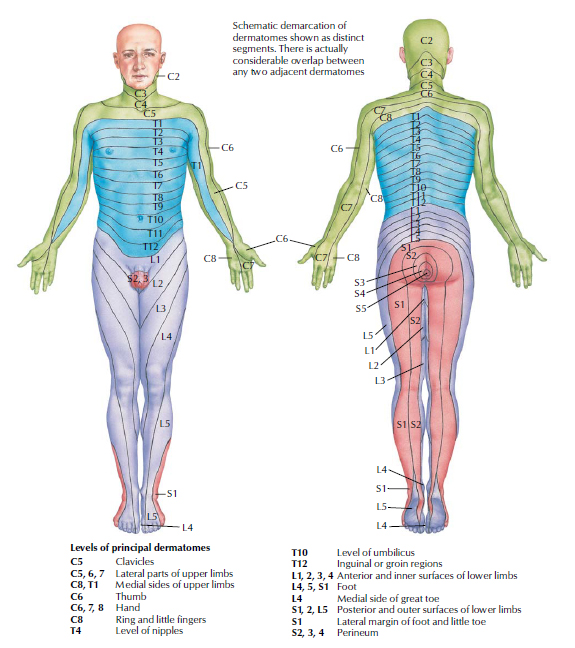 Schematic demarcation of
dermatomes shown as distinct
segments. There is actually
considerable overlap between
any two adjacent dermatomes
C2
C3
C4
C5
T1
T2
T3
T4
T5
T6
T7
T8
T9
T10
T11
T12
L1
S2, 3
L2
L3
L4
L5
S1
L5
L4
T1
C6
C5
C6
C8
C7
C2
C3
C4
C5
C6
C7
C8
T1
T2
T3
T4
T5
T6
T7
T8
T9
T10
T11
T12
L1
L2
L3
L4
L5
S1
S2
C6
C8
C7
C7
C8
S3
S4
S5
S1
S2
L5
L1
L2
L3
S1
S2
L4
S1
L5
L4
Levels of principal dermatomes
C5 Clavicles
C5, 6, 7 Lateral parts of upper limbs
C8, T1 Medial sides of upper limbs
C6 Thumb
C6, 7, 8 Hand
C8 Ring and little fingers
T4 Level of nipples
T10 Level of umbilicus
T12 Inguinal or groin regions
L1, 2, 3, 4 Anterior and inner surfaces of lower limbs
L4, 5, S1 Foot
L4 Medial side of great toe
S1, 2, L5 Posterior and outer surfaces of lower limbs
S1 Lateral margin of foot and little toe
S2, 3, 4 Perineum